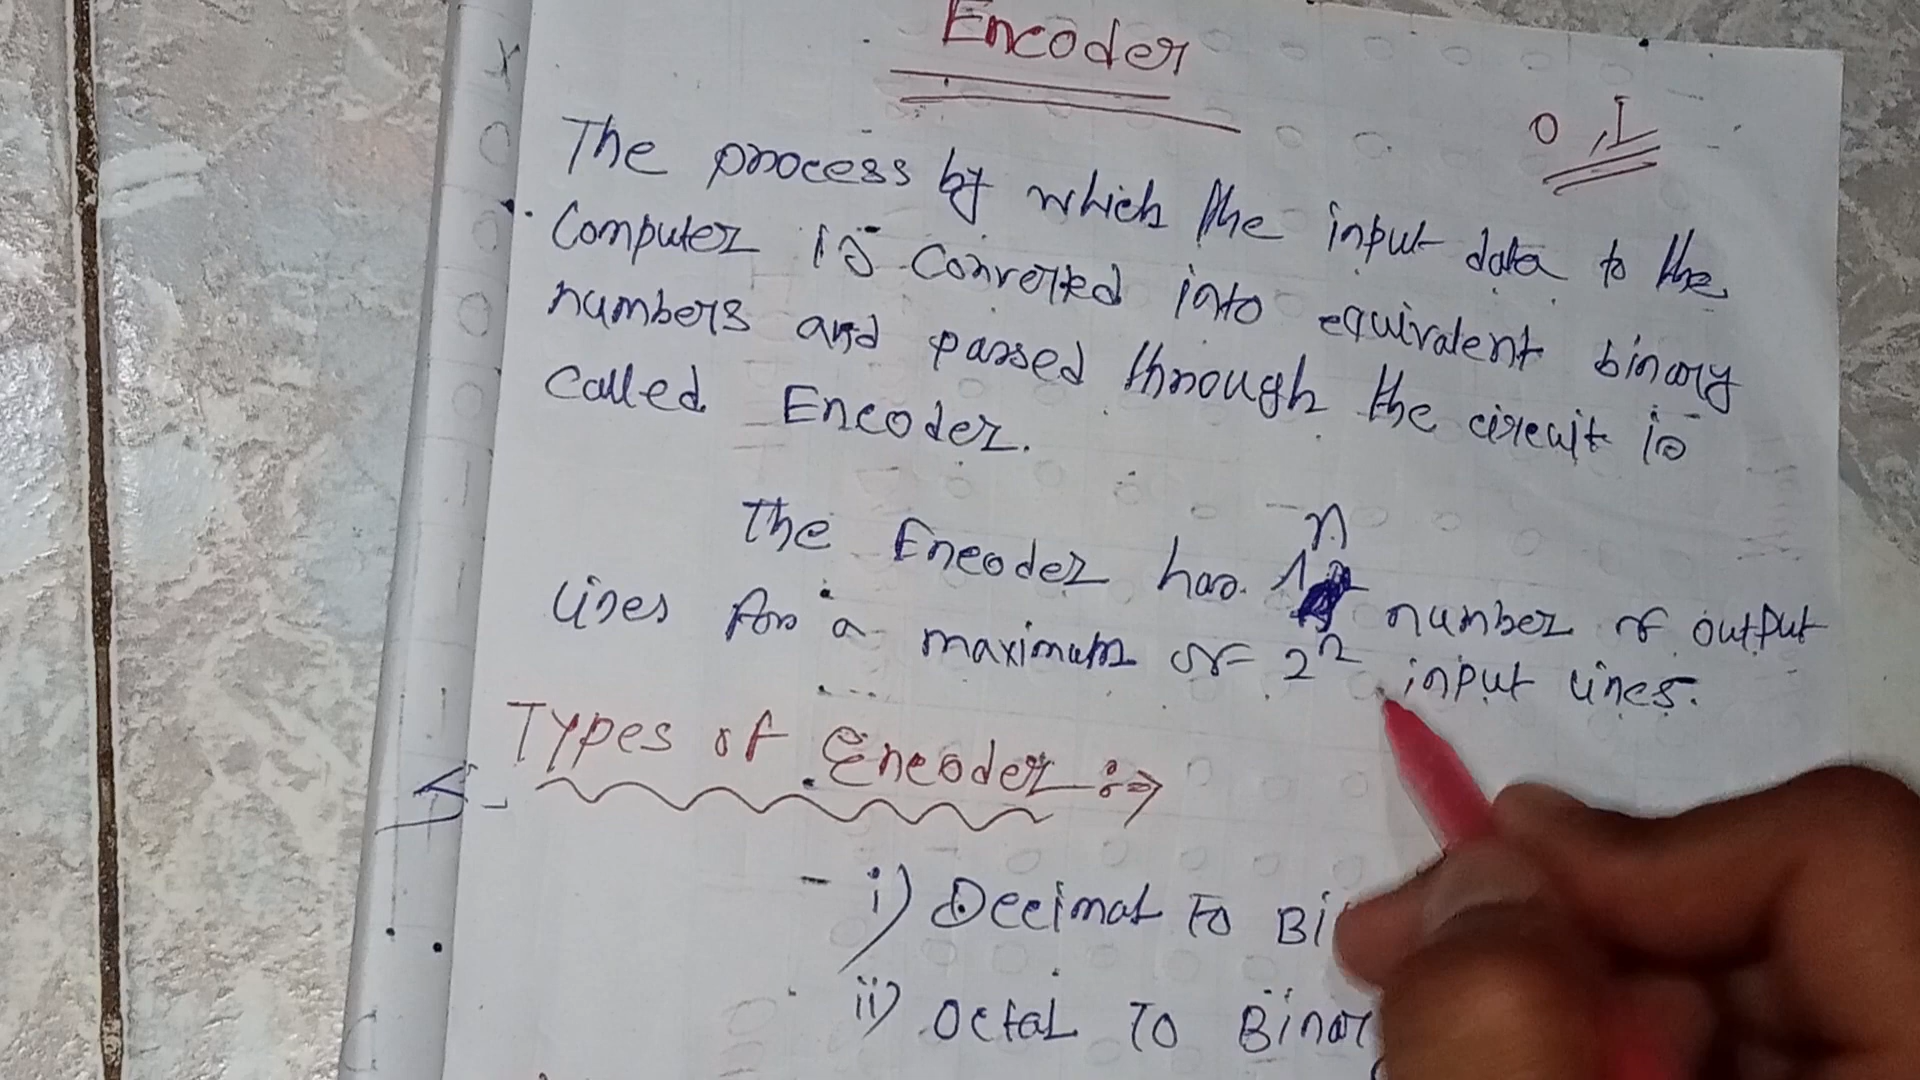 Encoder
0, I
The process by which the input data to the
Computer is converted into equivalent binary
numbers and passed through the circuit is
called Encoder.
The Encoder has n number of output
lines for a maximum of 2ⁿ input lines.
Types of Encoder :⇒
i) Decimal To Bi
ii) Octal To Binar